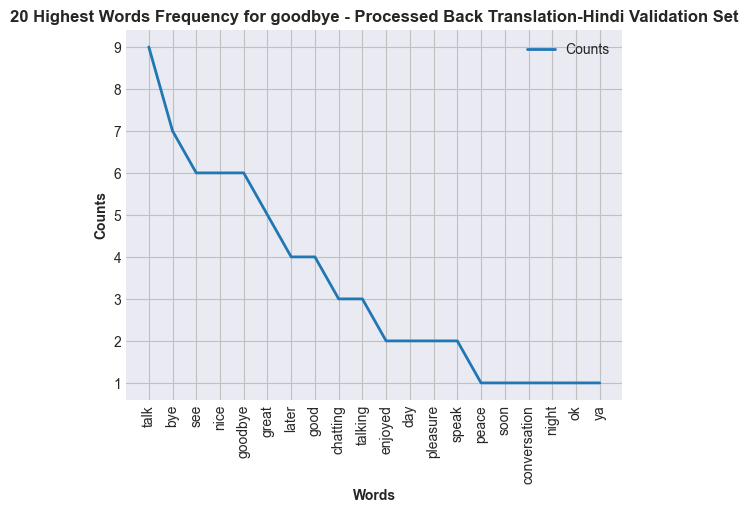 20 Highest Words Frequency for goodbye - Processed Back Translation-Hindi Validation Set
Counts
9
8
7
6
5
4
3
2
1
Counts
talk
bye
see
nice
goodbye
great
later
good
chatting
talking
enjoyed
day
pleasure
speak
peace
soon
conversation
night
ok
ya
Words